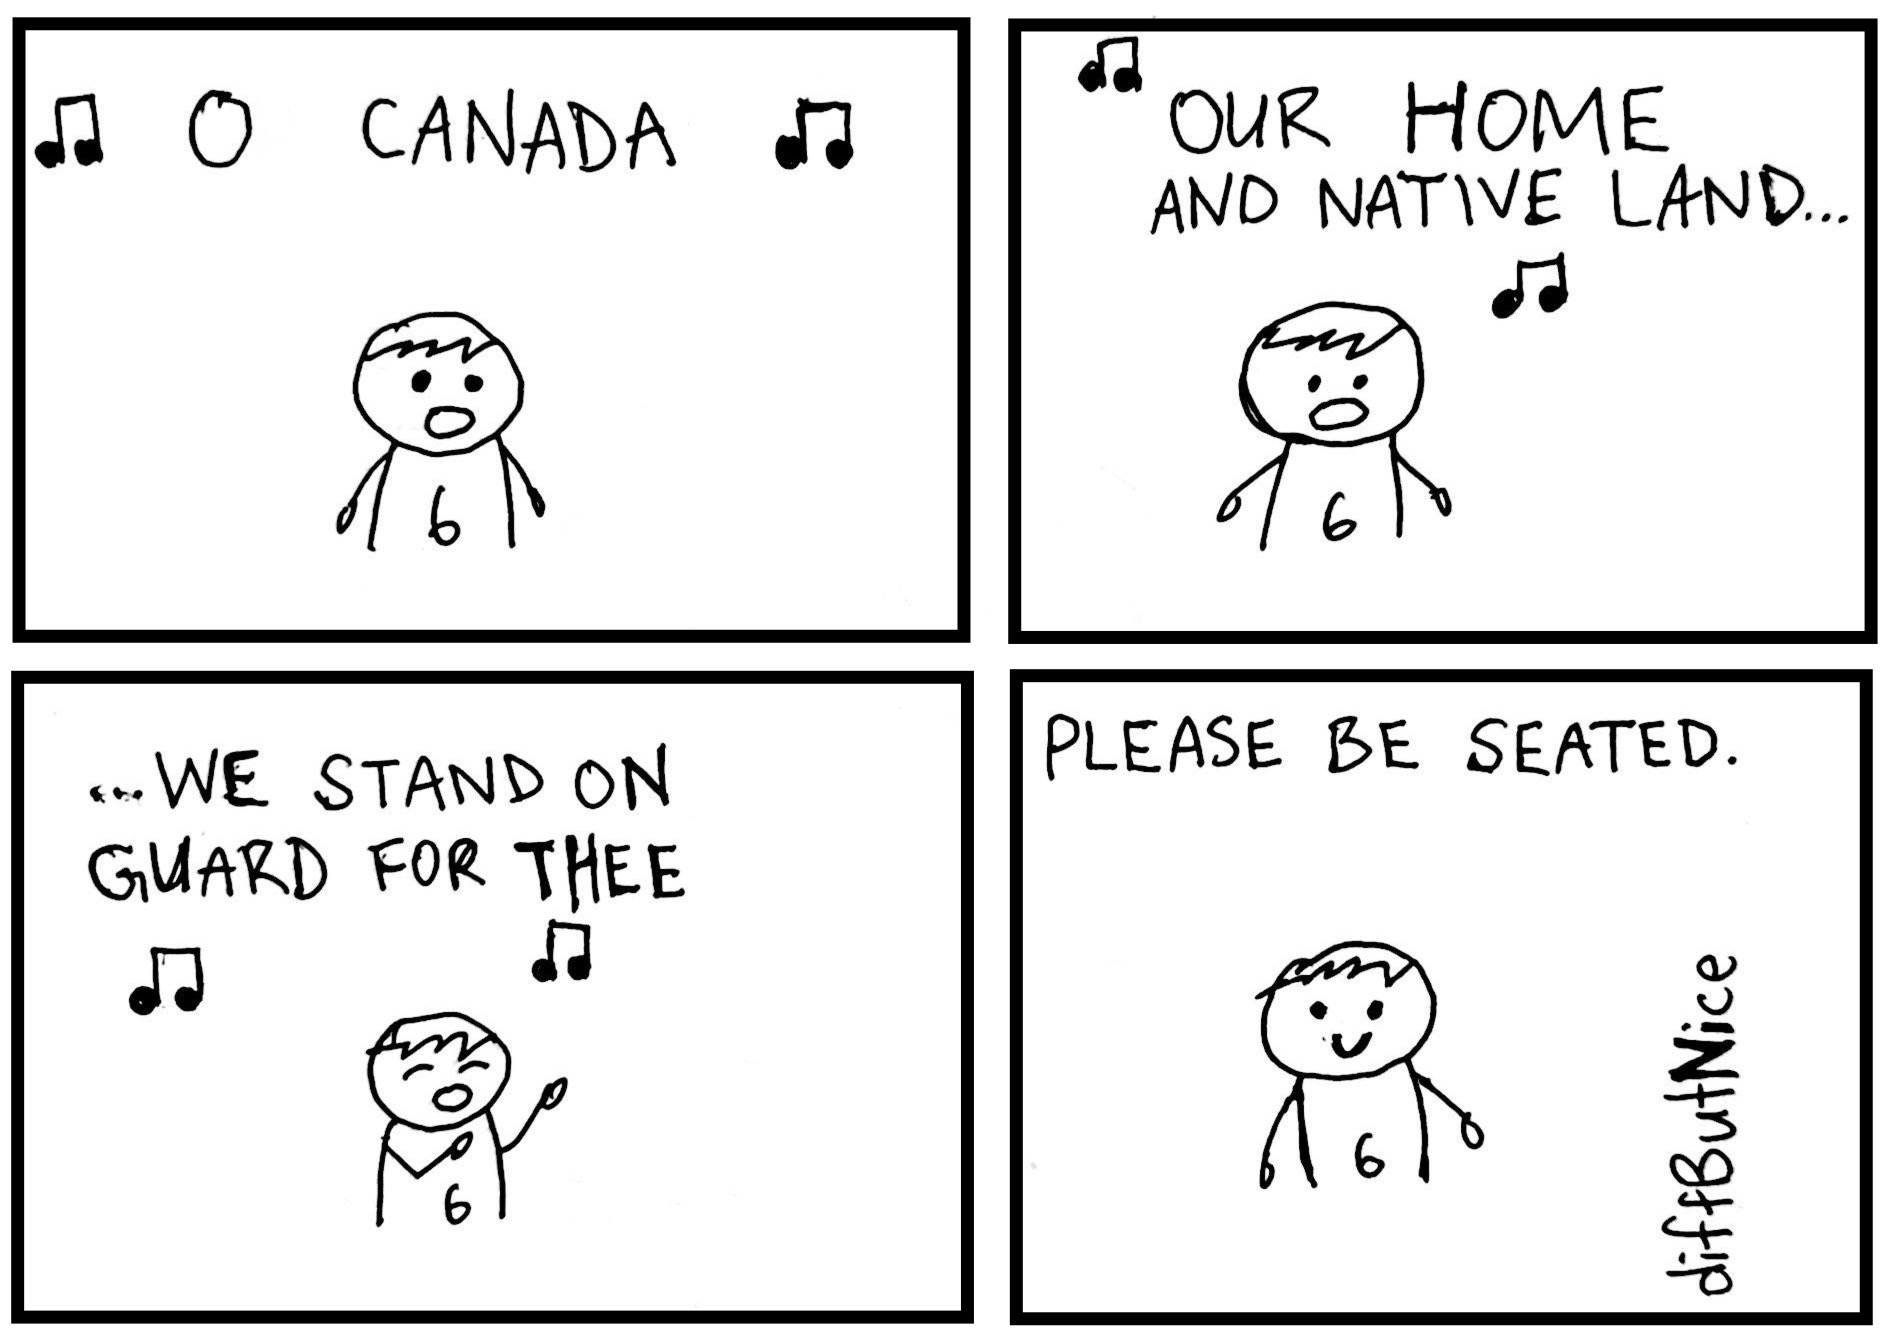 O CANADA
6
OUR HOME
AND NATIVE LAND...
6
...WE STAND ON
GUARD FOR THEE
6
PLEASE BE SEATED.
6
diffButNice